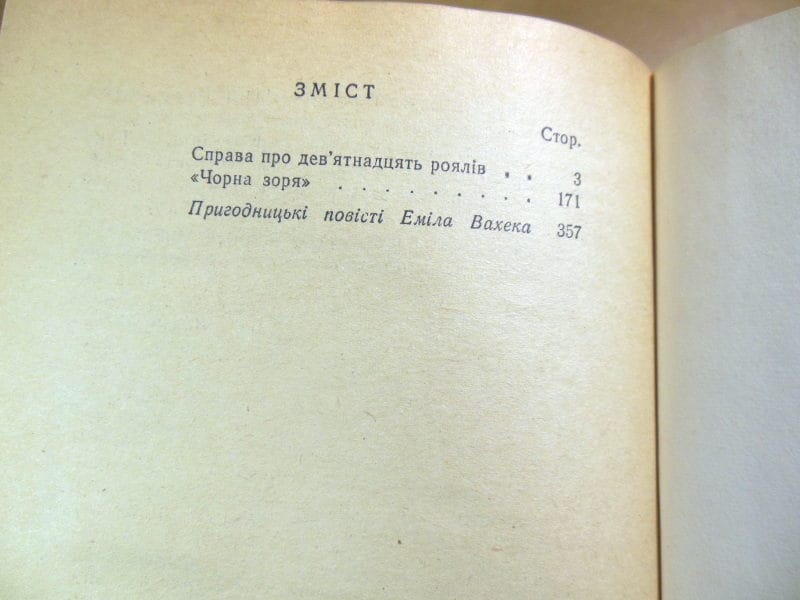 ЗМІСТ
Стор.
Справа про дев'ятнадцять роялів . . 3
«Чорна зоря» . . . . . . . . . 171
Пригодницькі повісті Еміла Вахека 357